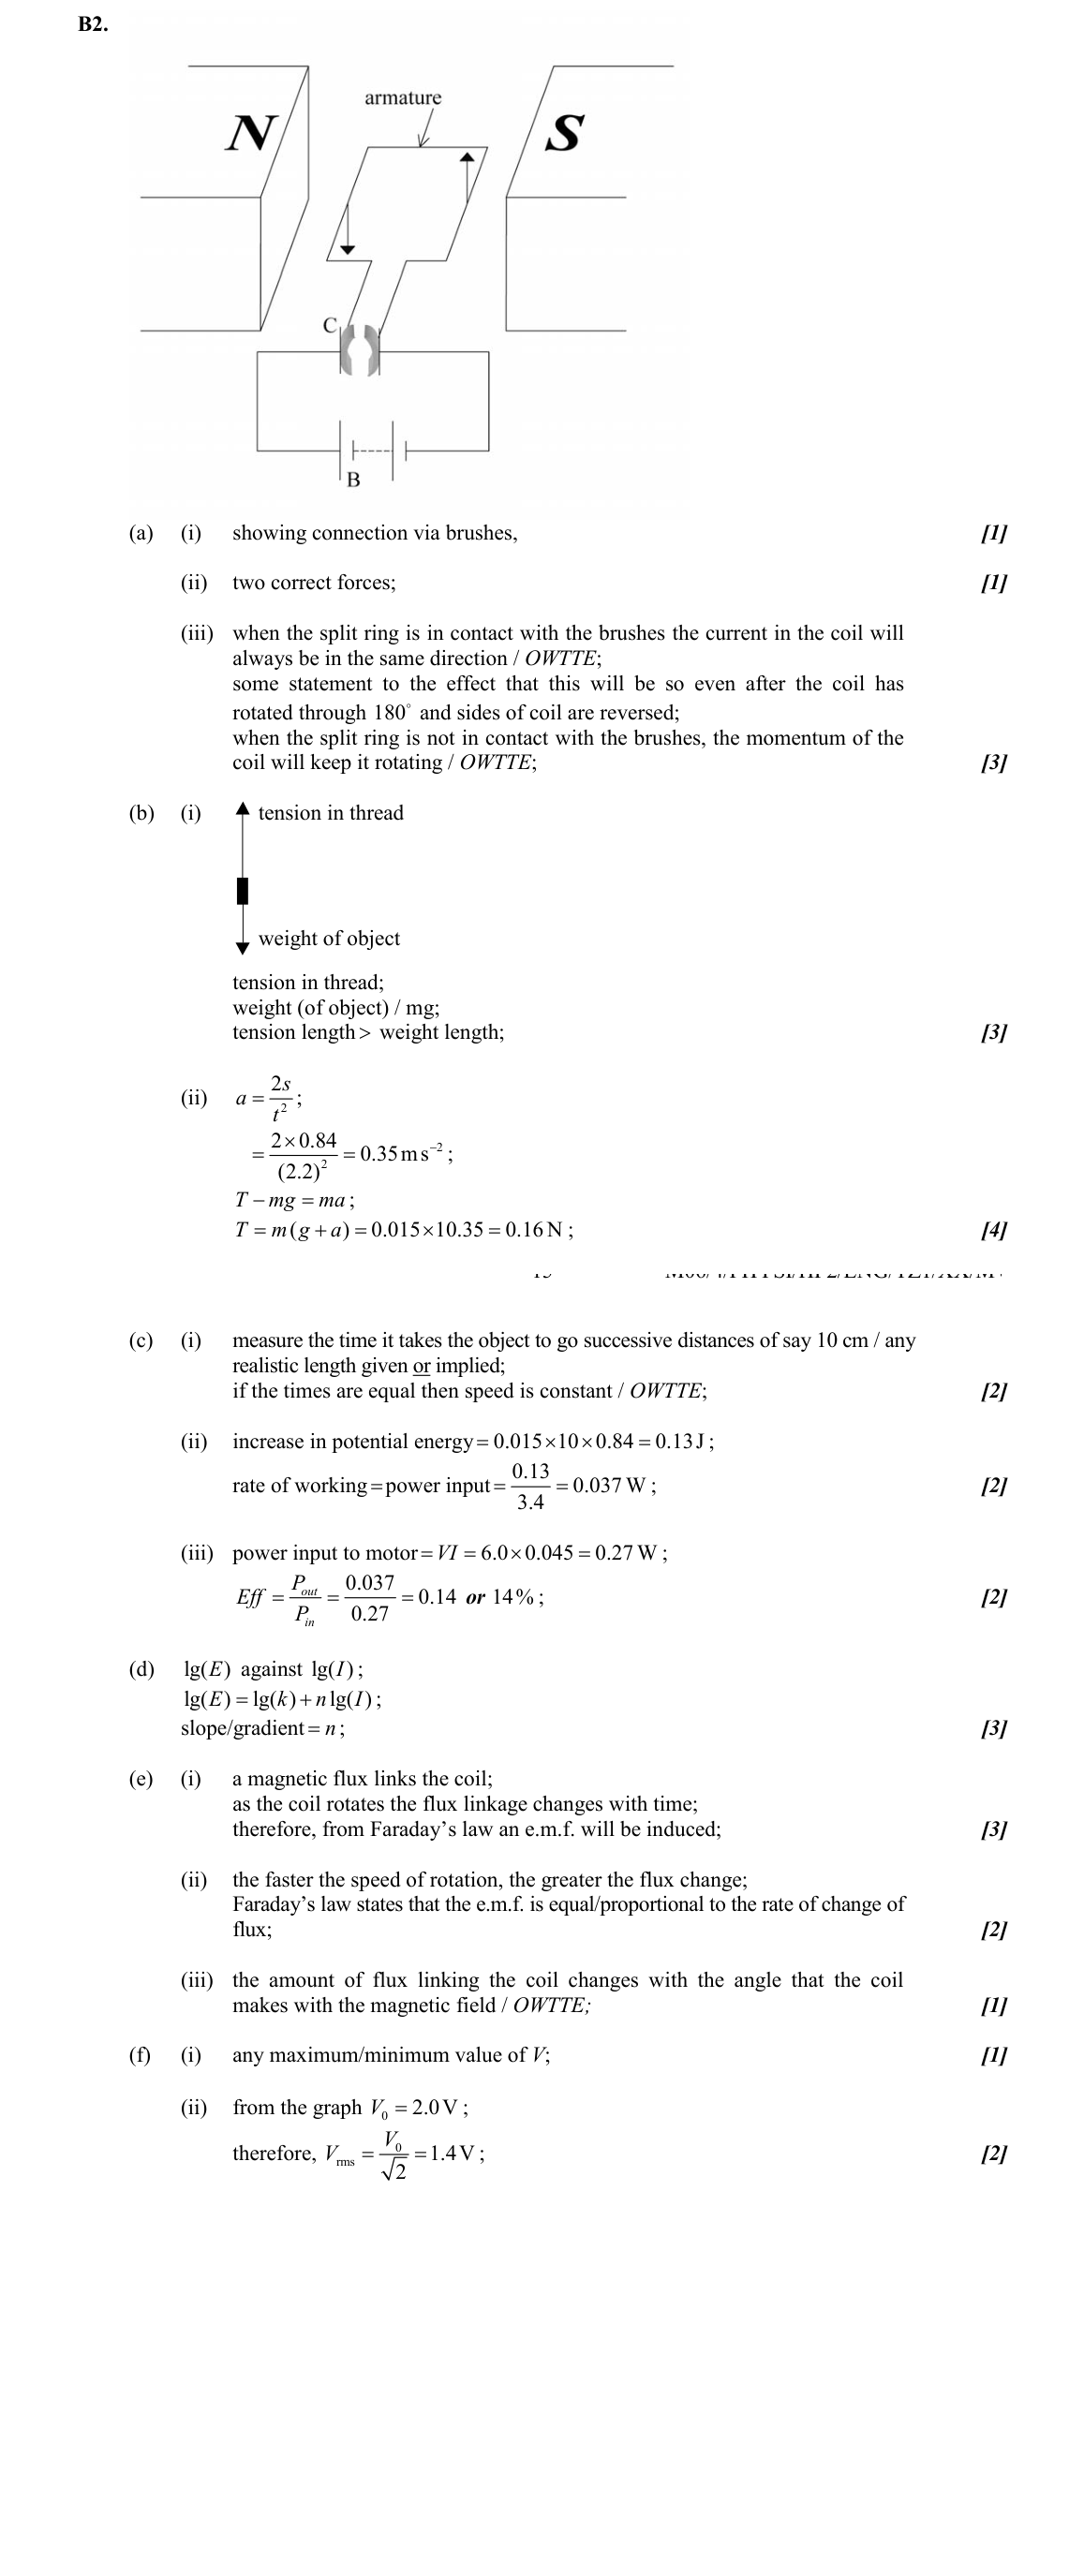 B2.
armature
N
S
C
B
(a) (i) showing connection via brushes, [1]
(ii) two correct forces; [1]
(iii) when the split ring is in contact with the brushes the current in the coil will
always be in the same direction / OWTTE;
some statement to the effect that this will be so even after the coil has
rotated through 180° and sides of coil are reversed;
when the split ring is not in contact with the brushes, the momentum of the
coil will keep it rotating / OWTTE; [3]
(b) (i) tension in thread
weight of object
tension in thread;
weight (of object) / mg;
tension length > weight length; [3]
(ii) a = 2s/t²;
= 2×0.84/(2.2)² = 0.35 m s⁻²;
T − mg = ma;
T = m(g + a) = 0.015×10.35 = 0.16 N; [4]
(c) (i) measure the time it takes the object to go successive distances of say 10 cm / any
realistic length given or implied;
if the times are equal then speed is constant / OWTTE; [2]
(ii) increase in potential energy = 0.015×10×0.84 = 0.13 J;
rate of working = power input = 0.13/3.4 = 0.037 W; [2]
(iii) power input to motor = VI = 6.0×0.045 = 0.27 W;
Eff = P_out/P_in = 0.037/0.27 = 0.14 or 14%; [2]
(d) lg(E) against lg(I);
lg(E) = lg(k) + n lg(I);
slope/gradient = n; [3]
(e) (i) a magnetic flux links the coil;
as the coil rotates the flux linkage changes with time;
therefore, from Faraday's law an e.m.f. will be induced; [3]
(ii) the faster the speed of rotation, the greater the flux change;
Faraday's law states that the e.m.f. is equal/proportional to the rate of change of
flux; [2]
(iii) the amount of flux linking the coil changes with the angle that the coil
makes with the magnetic field / OWTTE; [1]
(f) (i) any maximum/minimum value of V; [1]
(ii) from the graph V₀ = 2.0 V;
therefore, V_rms = V₀/√2 = 1.4 V; [2]